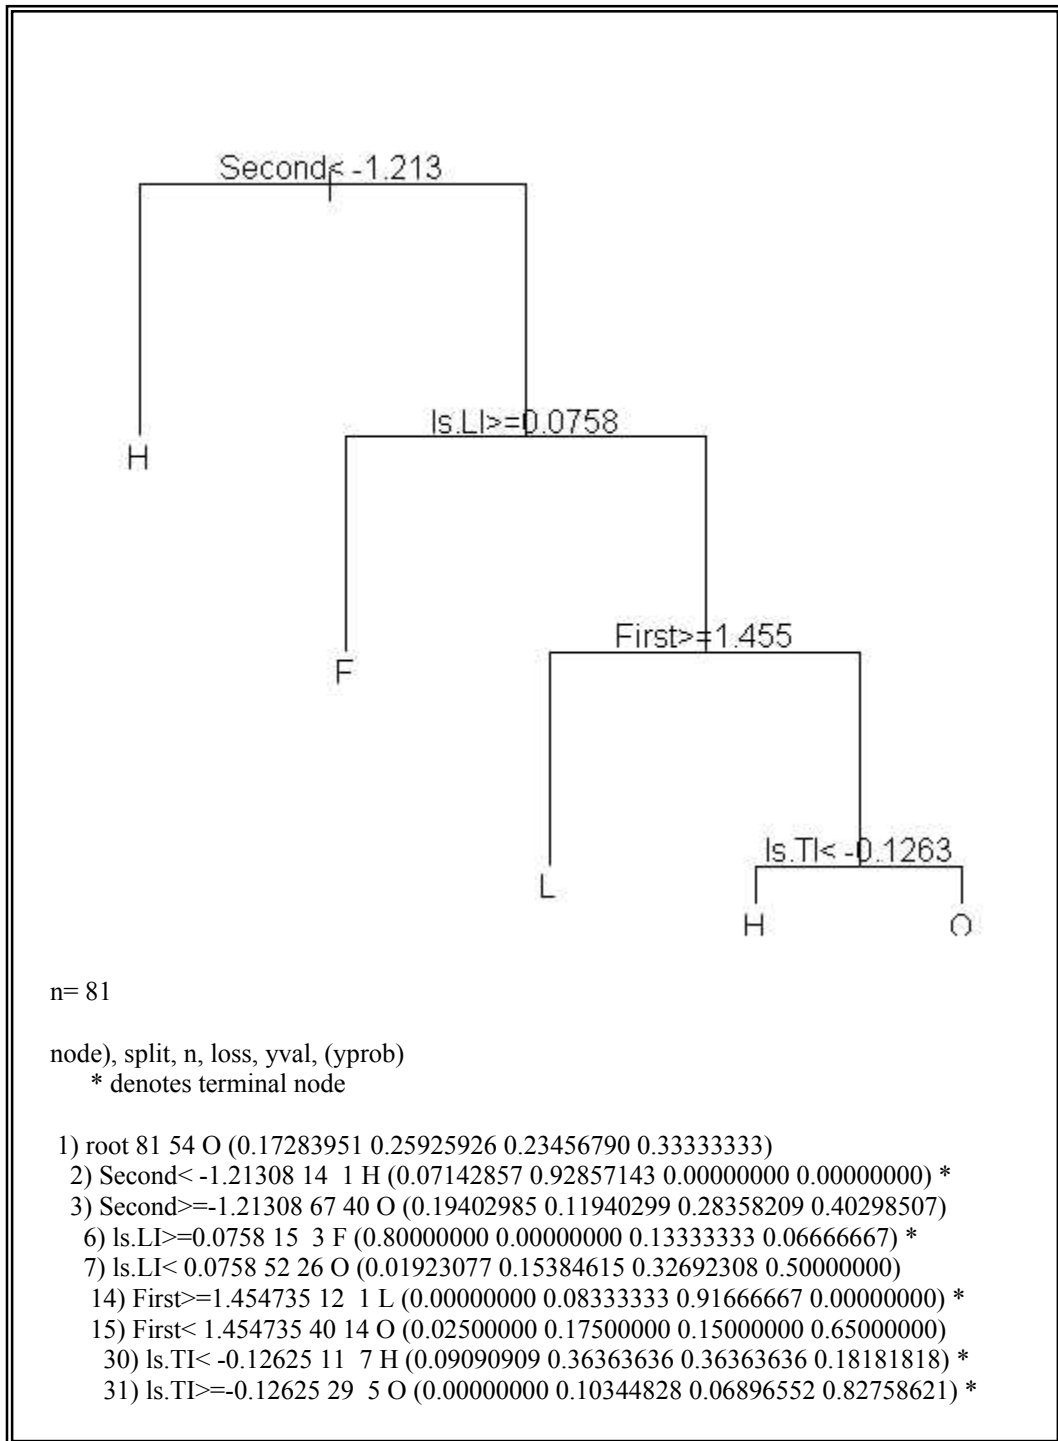 Second< -1.213
ls.LI>=0.0758
H
First>=1.455
F
ls.TI< -0.1263
L
H
O
n= 81
node), split, n, loss, yval, (yprob)
* denotes terminal node
1) root 81 54 O (0.17283951 0.25925926 0.23456790 0.33333333)
2) Second< -1.21308 14 1 H (0.07142857 0.92857143 0.00000000 0.00000000) *
3) Second>=-1.21308 67 40 O (0.19402985 0.11940299 0.28358209 0.40298507)
6) ls.LI>=0.0758 15 3 F (0.80000000 0.00000000 0.13333333 0.06666667) *
7) ls.LI< 0.0758 52 26 O (0.01923077 0.15384615 0.32692308 0.50000000)
14) First>=1.454735 12 1 L (0.00000000 0.08333333 0.91666667 0.00000000) *
15) First< 1.454735 40 14 O (0.02500000 0.17500000 0.15000000 0.65000000)
30) ls.TI< -0.12625 11 7 H (0.09090909 0.36363636 0.36363636 0.18181818) *
31) ls.TI>=-0.12625 29 5 O (0.00000000 0.10344828 0.06896552 0.82758621) *